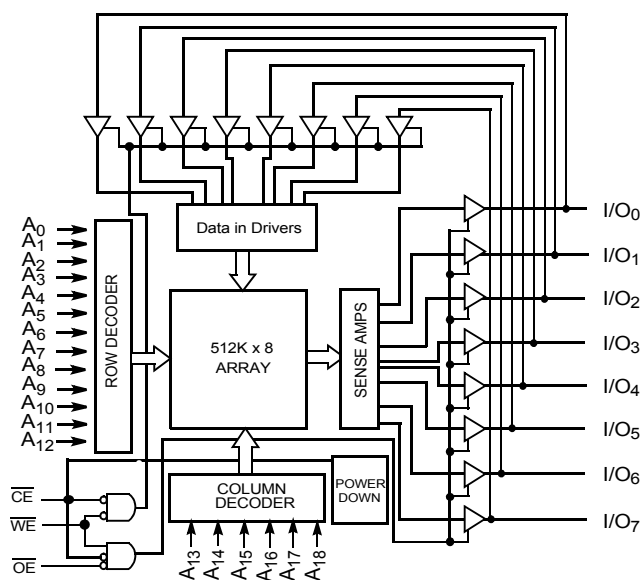 Data in Drivers
A0
A1
A2
A3
A4
A5
A6
A7
A8
A9
A10
A11
A12
ROW DECODER
512K x 8
ARRAY
SENSE AMPS
I/O0
I/O1
I/O2
I/O3
I/O4
I/O5
I/O6
I/O7
COLUMN
DECODER
POWER
DOWN
CE
WE
OE
A13
A14
A15
A16
A17
A18